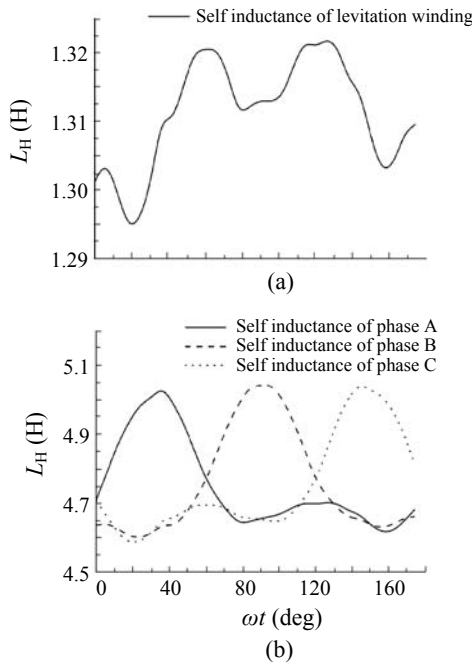 Self inductance of levitation winding
1.32
1.31
1.30
1.29
L_H (H)
(a)
Self inductance of phase A
Self inductance of phase B
Self inductance of phase C
5.1
4.9
4.7
4.5
L_H (H)
0 40 80 120 160
ωt (deg)
(b)